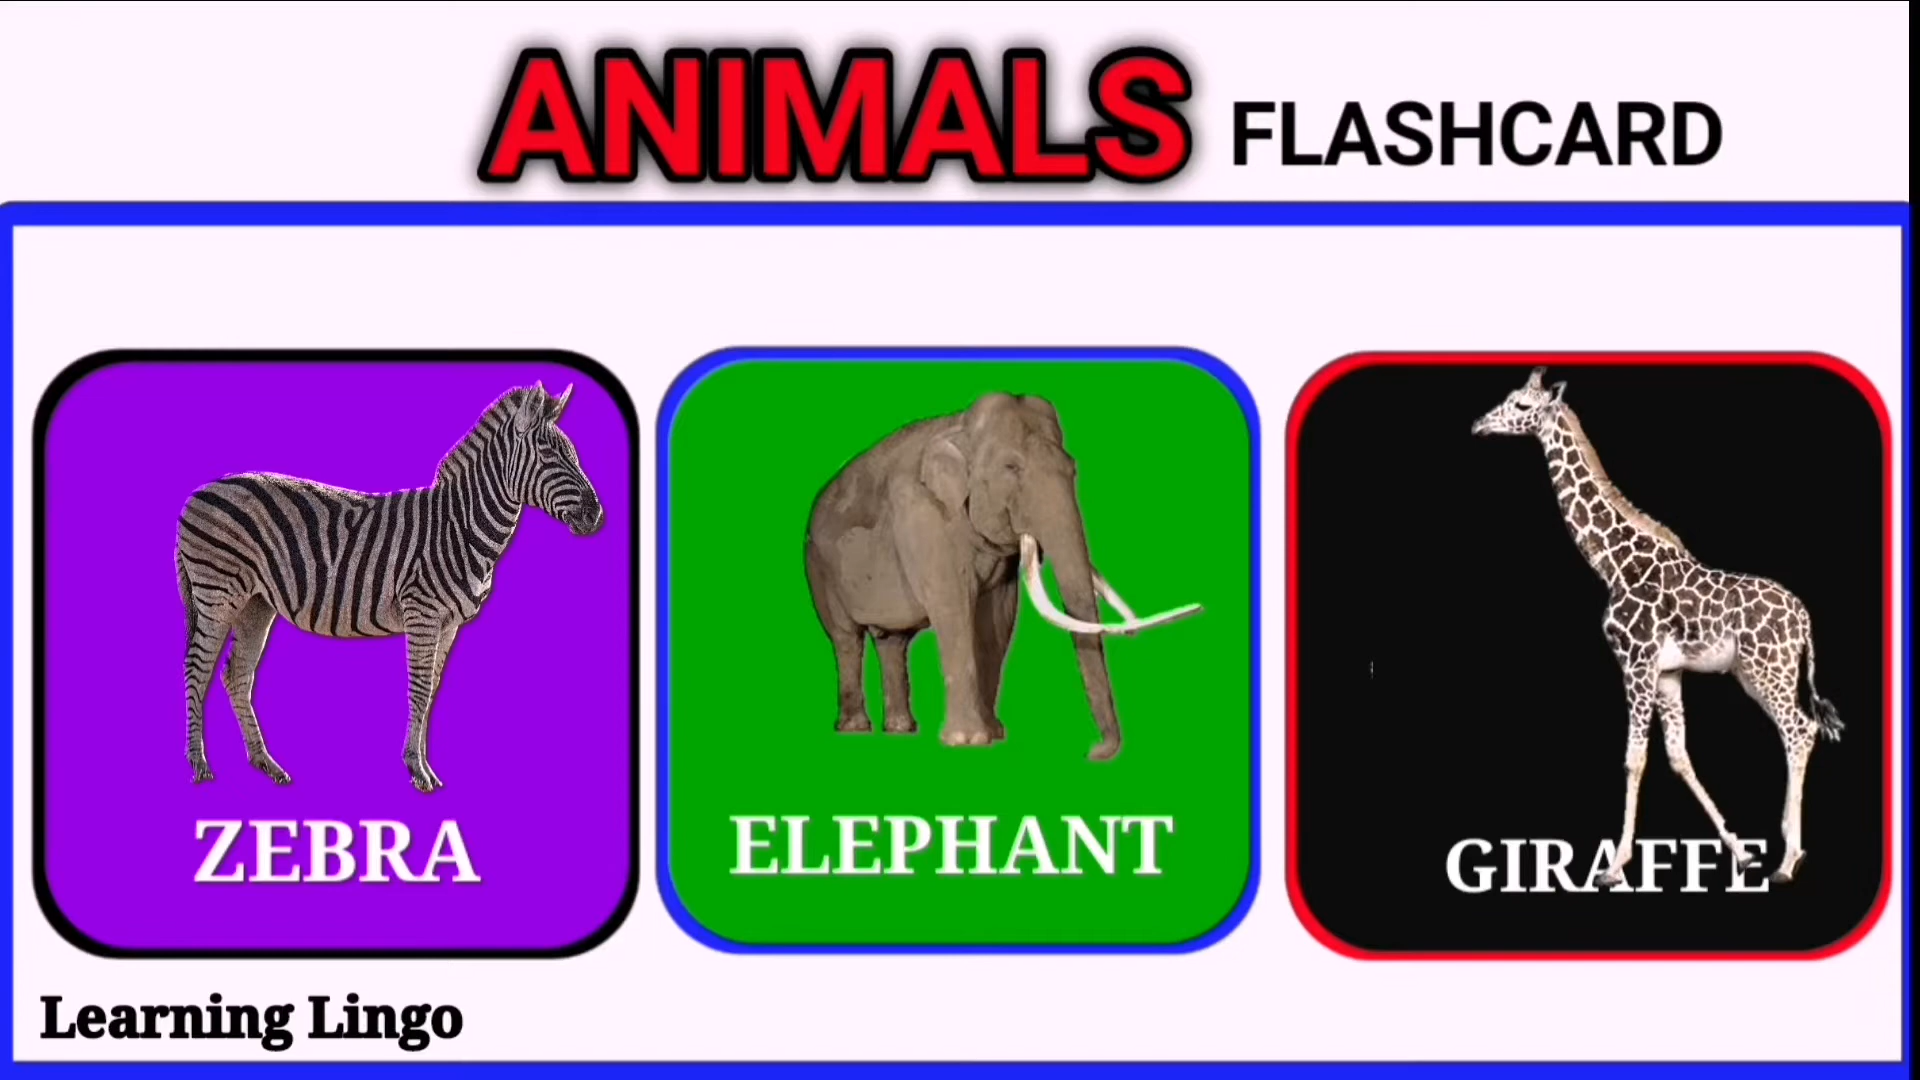 ANIMALS FLASHCARD
ZEBRA
ELEPHANT
GIRAFFE
Learning Lingo